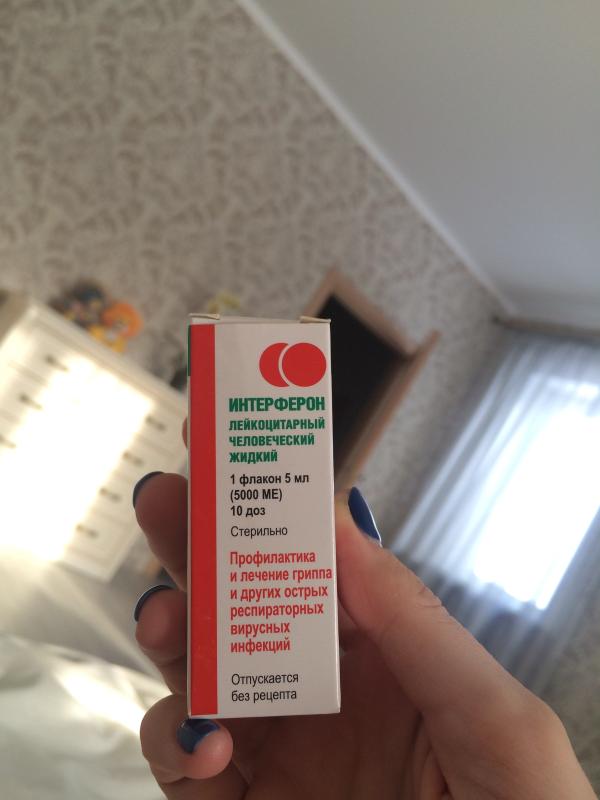 ИНТЕРФЕРОН
ЛЕЙКОЦИТАРНЫЙ
ЧЕЛОВЕЧЕСКИЙ
ЖИДКИЙ
1 флакон 5 мл
(5000 МЕ)
10 доз
Стерильно
Профилактика
и лечение гриппа
и других острых
респираторных
вирусных
инфекций
Отпускается
без рецепта